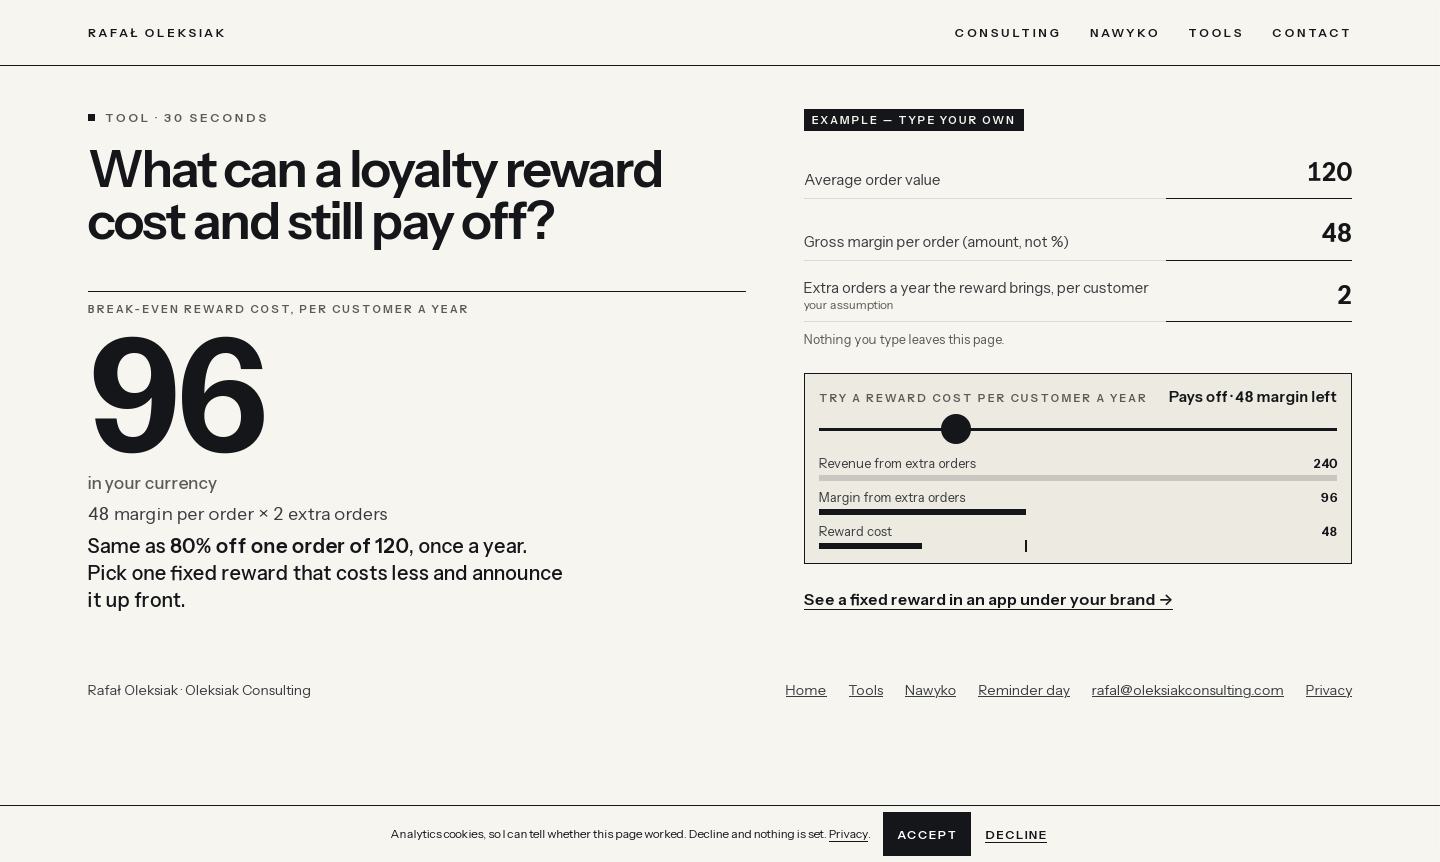 RAFAŁ OLEKSIAK
CONSULTING NAWYKO TOOLS CONTACT
TOOL · 30 SECONDS
What can a loyalty reward
cost and still pay off?
BREAK-EVEN REWARD COST, PER CUSTOMER A YEAR
96
in your currency
48 margin per order × 2 extra orders
Same as 80% off one order of 120, once a year.
Pick one fixed reward that costs less and announce
it up front.
EXAMPLE — TYPE YOUR OWN
Average order value 120
Gross margin per order (amount, not %) 48
Extra orders a year the reward brings, per customer 2
your assumption
Nothing you type leaves this page.
TRY A REWARD COST PER CUSTOMER A YEAR Pays off · 48 margin left
Revenue from extra orders 240
Margin from extra orders 96
Reward cost 48
See a fixed reward in an app under your brand →
Rafał Oleksiak · Oleksiak Consulting
Home Tools Nawyko Reminder day rafal@oleksiakconsulting.com Privacy
Analytics cookies, so I can tell whether this page worked. Decline and nothing is set. Privacy. ACCEPT DECLINE